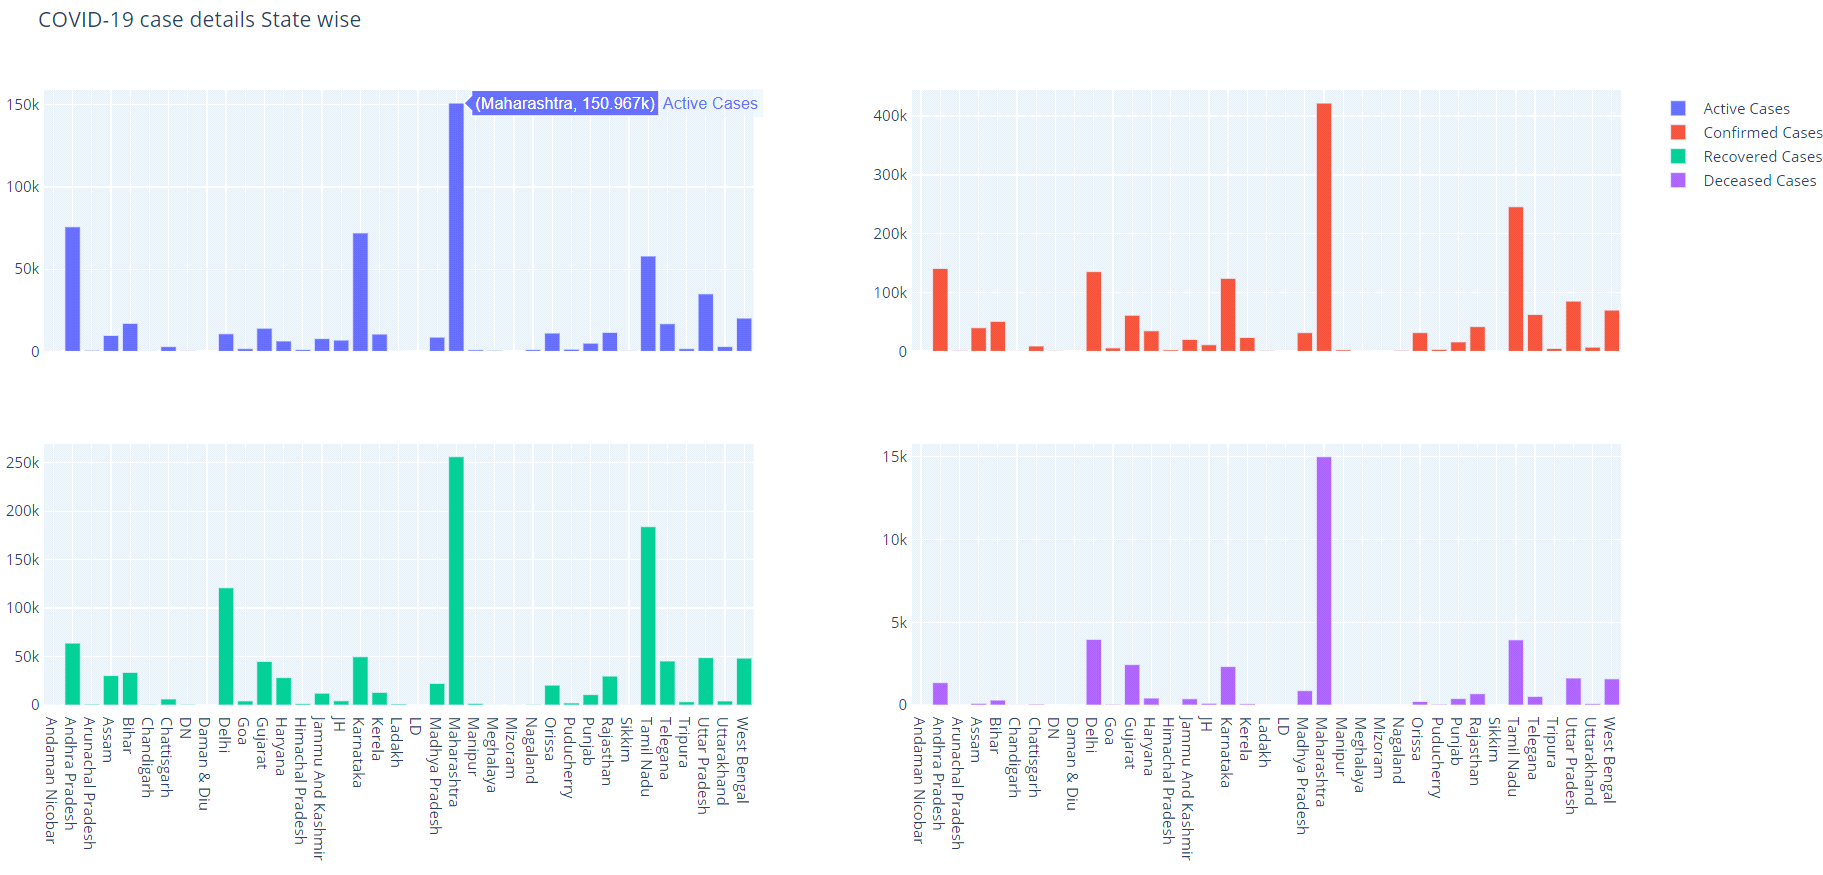 COVID-19 case details State wise
150k
100k
50k
0
(Maharashtra, 150.967k) Active Cases
400k
300k
200k
100k
0
Active Cases
Confirmed Cases
Recovered Cases
Deceased Cases
250k
200k
150k
100k
50k
0
Andaman Nicobar
Andhra Pradesh
Arunachal Pradesh
Assam
Bihar
Chandigarh
Chattisgarh
DN
Daman & Diu
Delhi
Goa
Gujarat
Haryana
Himachal Pradesh
Jammu And Kashmir
JH
Karnataka
Kerela
Ladakh
LD
Madhya Pradesh
Maharashtra
Manipur
Meghalaya
Mizoram
Nagaland
Orissa
Puducherry
Punjab
Rajasthan
Sikkim
Tamil Nadu
Telegana
Tripura
Uttar Pradesh
Uttarakhand
West Bengal
15k
10k
5k
0
Andaman Nicobar
Andhra Pradesh
Arunachal Pradesh
Assam
Bihar
Chandigarh
Chattisgarh
DN
Daman & Diu
Delhi
Goa
Gujarat
Haryana
Himachal Pradesh
Jammu And Kashmir
JH
Karnataka
Kerela
Ladakh
LD
Madhya Pradesh
Maharashtra
Manipur
Meghalaya
Mizoram
Nagaland
Orissa
Puducherry
Punjab
Rajasthan
Sikkim
Tamil Nadu
Telegana
Tripura
Uttar Pradesh
Uttarakhand
West Bengal